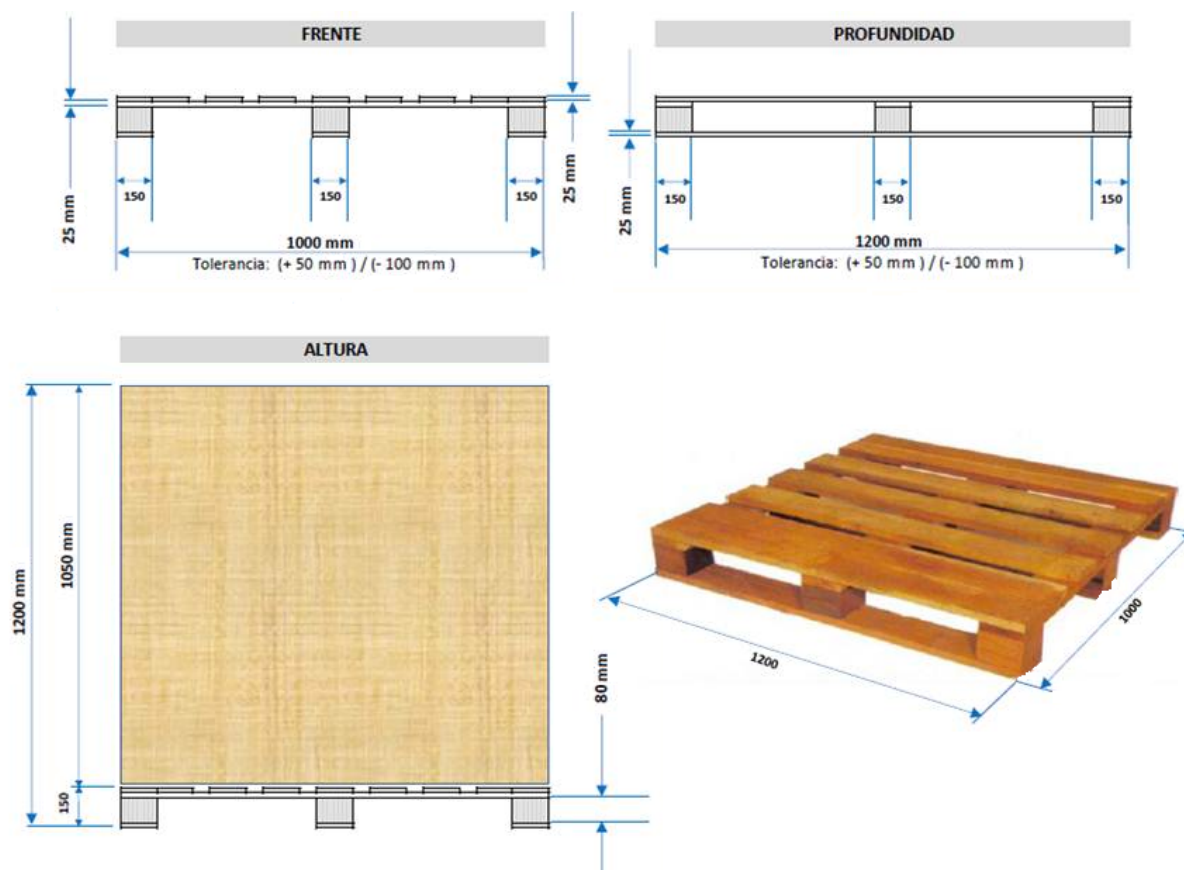 FRENTE
25 mm
150
150
150
25 mm
1000 mm
Tolerancia: (+ 50 mm ) / (- 100 mm )
PROFUNDIDAD
25 mm
150
150
150
1200 mm
Tolerancia: (+ 50 mm ) / (- 100 mm )
ALTURA
1200 mm
1050 mm
150
80 mm
1200
1000